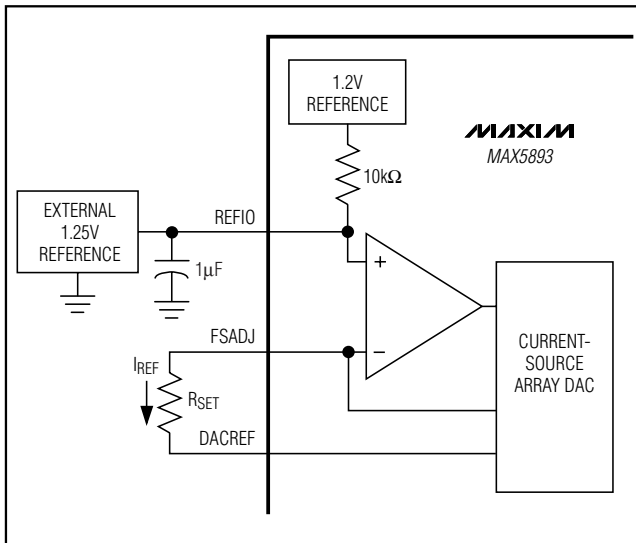 1.2V
REFERENCE
MAXIM
MAX5893
10kΩ
EXTERNAL
1.25V
REFERENCE
REFIO
1µF
+
FSADJ
−
CURRENT-
SOURCE
ARRAY DAC
IREF
RSET
DACREF